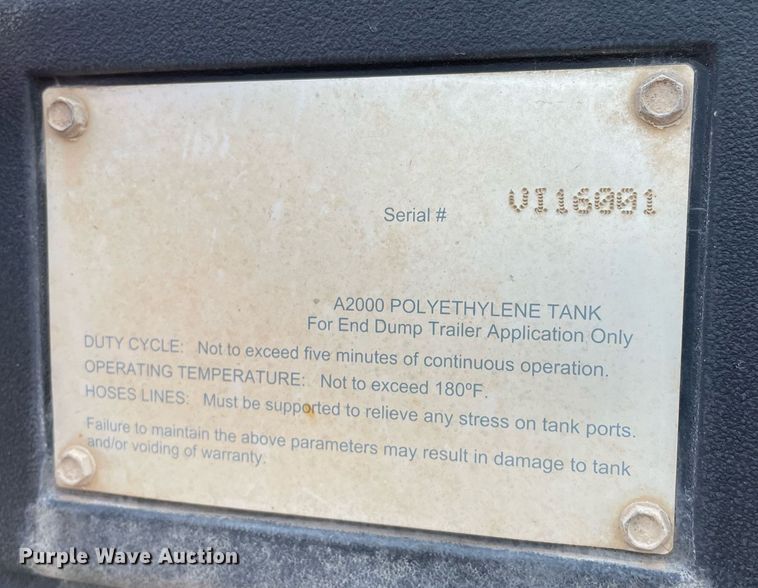 Serial # VI16001
A2000 POLYETHYLENE TANK
For End Dump Trailer Application Only
DUTY CYCLE: Not to exceed five minutes of continuous operation.
OPERATING TEMPERATURE: Not to exceed 180ºF.
HOSES LINES: Must be supported to relieve any stress on tank ports.
Failure to maintain the above parameters may result in damage to tank
and/or voiding of warranty.
Purple Wave Auction